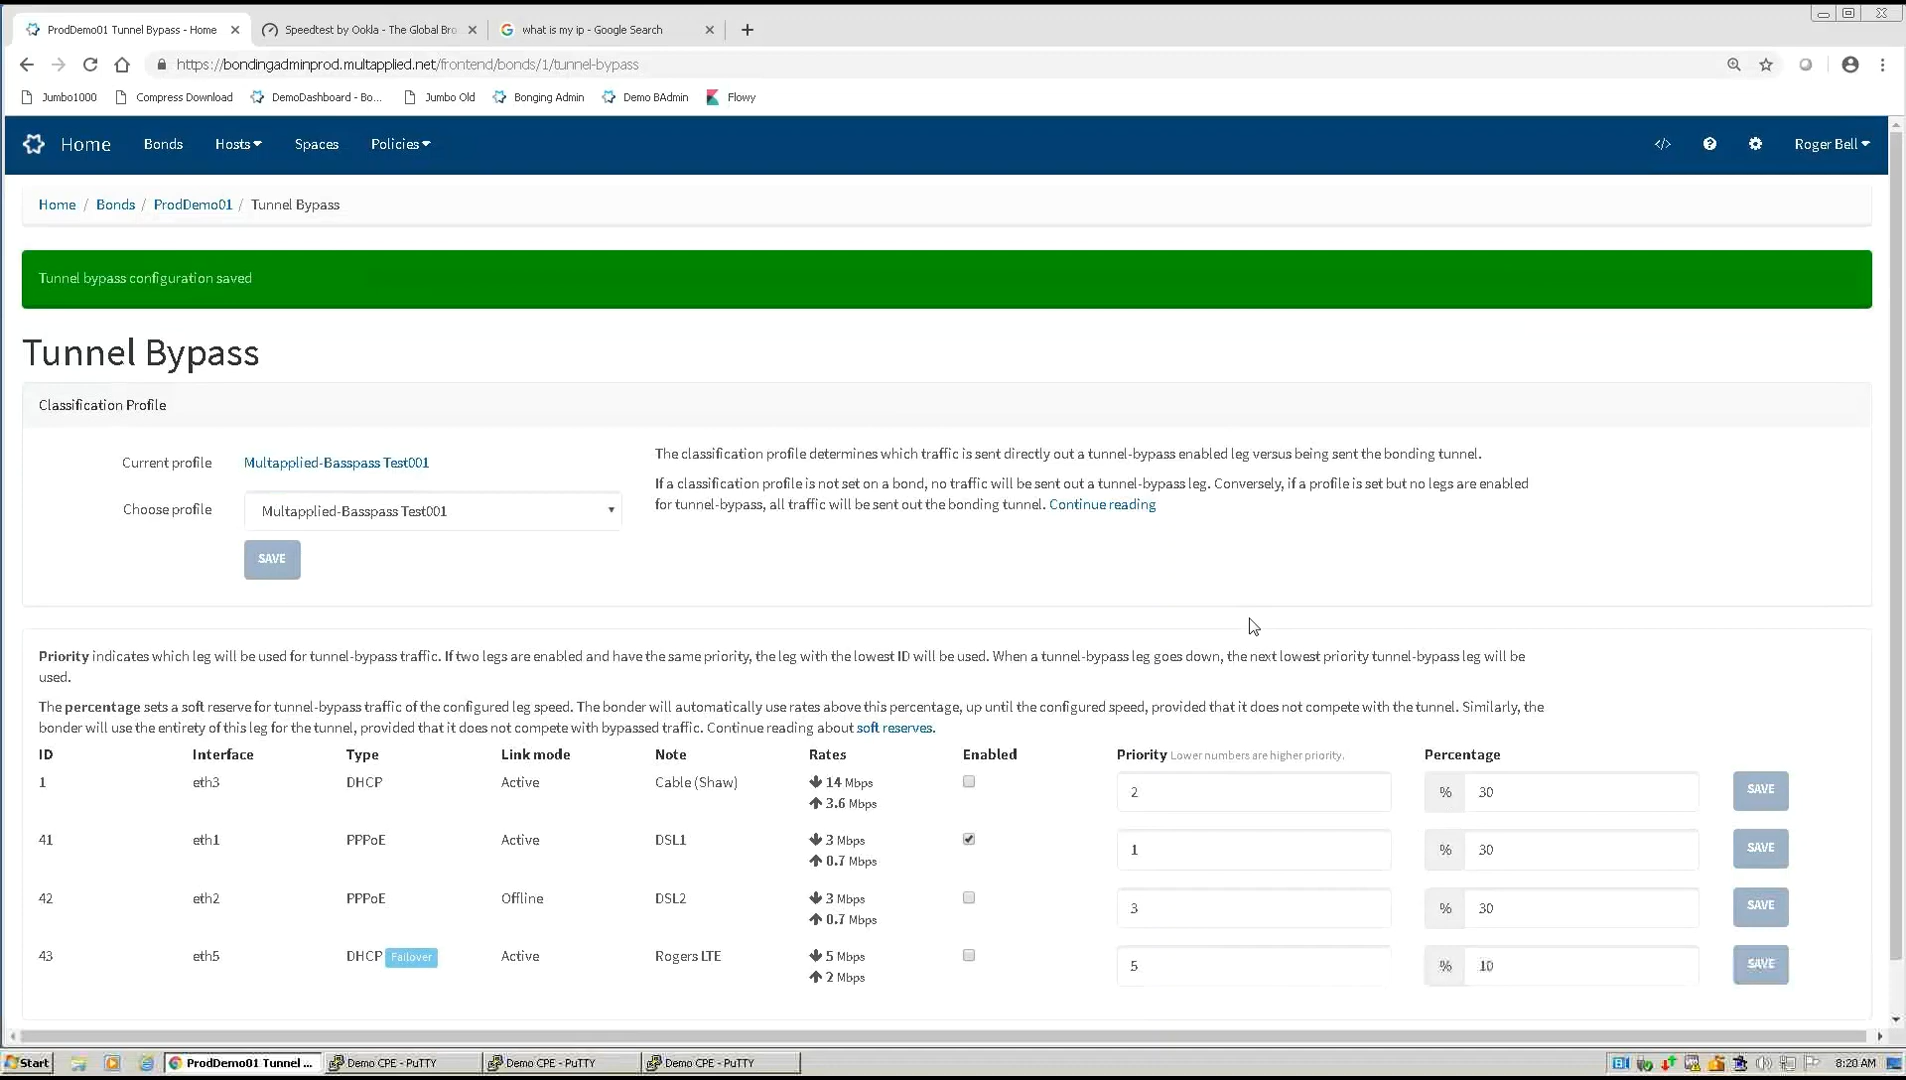 ProdDemo01 Tunnel Bypass - Home
Speedtest by Ookla - The Global Bro
what is my ip - Google Search
https://bondingadminprod.multapplied.net/frontend/bonds/1/tunnel-bypass
Jumbo1000
Compress Download
DemoDashboard - Bo...
Jumbo Old
Bonging Admin
Demo BAdmin
Flowy
Home
Bonds
Hosts
Spaces
Policies
</>
Roger Bell
Home / Bonds / ProdDemo01 / Tunnel Bypass
Tunnel bypass configuration saved
Tunnel Bypass
Classification Profile
Current profile
Multapplied-Basspass Test001
Choose profile
Multapplied-Basspass Test001
SAVE
The classification profile determines which traffic is sent directly out a tunnel-bypass enabled leg versus being sent the bonding tunnel.
If a classification profile is not set on a bond, no traffic will be sent out a tunnel-bypass leg. Conversely, if a profile is set but no legs are enabled
for tunnel-bypass, all traffic will be sent out the bonding tunnel. Continue reading
Priority indicates which leg will be used for tunnel-bypass traffic. If two legs are enabled and have the same priority, the leg with the lowest ID will be used. When a tunnel-bypass leg goes down, the next lowest priority tunnel-bypass leg will be
used.
The percentage sets a soft reserve for tunnel-bypass traffic of the configured leg speed. The bonder will automatically use rates above this percentage, up until the configured speed, provided that it does not compete with the tunnel. Similarly, the
bonder will use the entirety of this leg for the tunnel, provided that it does not compete with bypassed traffic. Continue reading about soft reserves.
ID Interface Type Link mode Note Rates Enabled Priority Lower numbers are higher priority. Percentage
1 eth3 DHCP Active Cable (Shaw) 14 Mbps 2 % 30 SAVE
3.6 Mbps
41 eth1 PPPoE Active DSL1 3 Mbps 1 % 30 SAVE
0.7 Mbps
42 eth2 PPPoE Offline DSL2 3 Mbps 3 % 30 SAVE
0.7 Mbps
43 eth5 DHCP Failover Active Rogers LTE 5 Mbps 5 % 10 SAVE
2 Mbps
Start
ProdDemo01 Tunnel ...
Demo CPE - PuTTY
Demo CPE - PuTTY
Demo CPE - PuTTY
8:20 AM